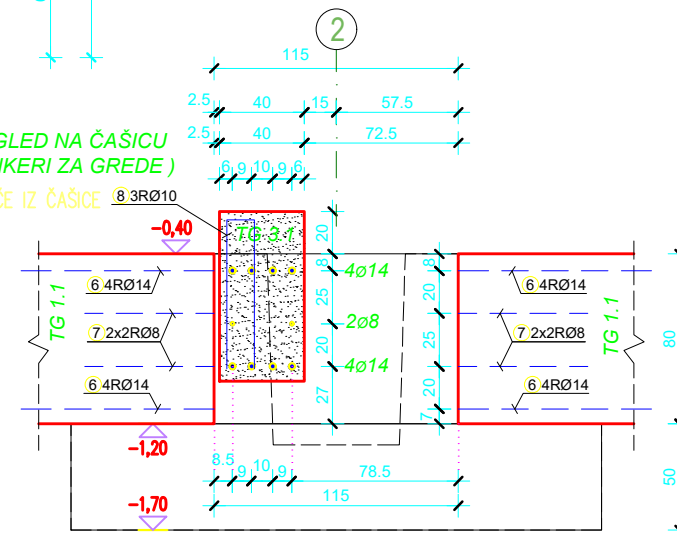 2
115
2.5 40 15 57.5
GLED NA ČAŠICU
2.5 40 72.5
KERI ZA GREDE )
6 9 10 9 6
ČE IZ ČAŠICE 8 3RØ10
-0,40
TG 3.1
20
8
4ø14
8
6 4RØ14
6 4RØ14
25
20
TG 1.1
7 2x2RØ8
2ø8
7 2x2RØ8
TG 1.1
80
20
25
4ø14
6 4RØ14
6 4RØ14
27
20
7
-1,20
8.5 9 10 9 78.5
50
-1,70
115